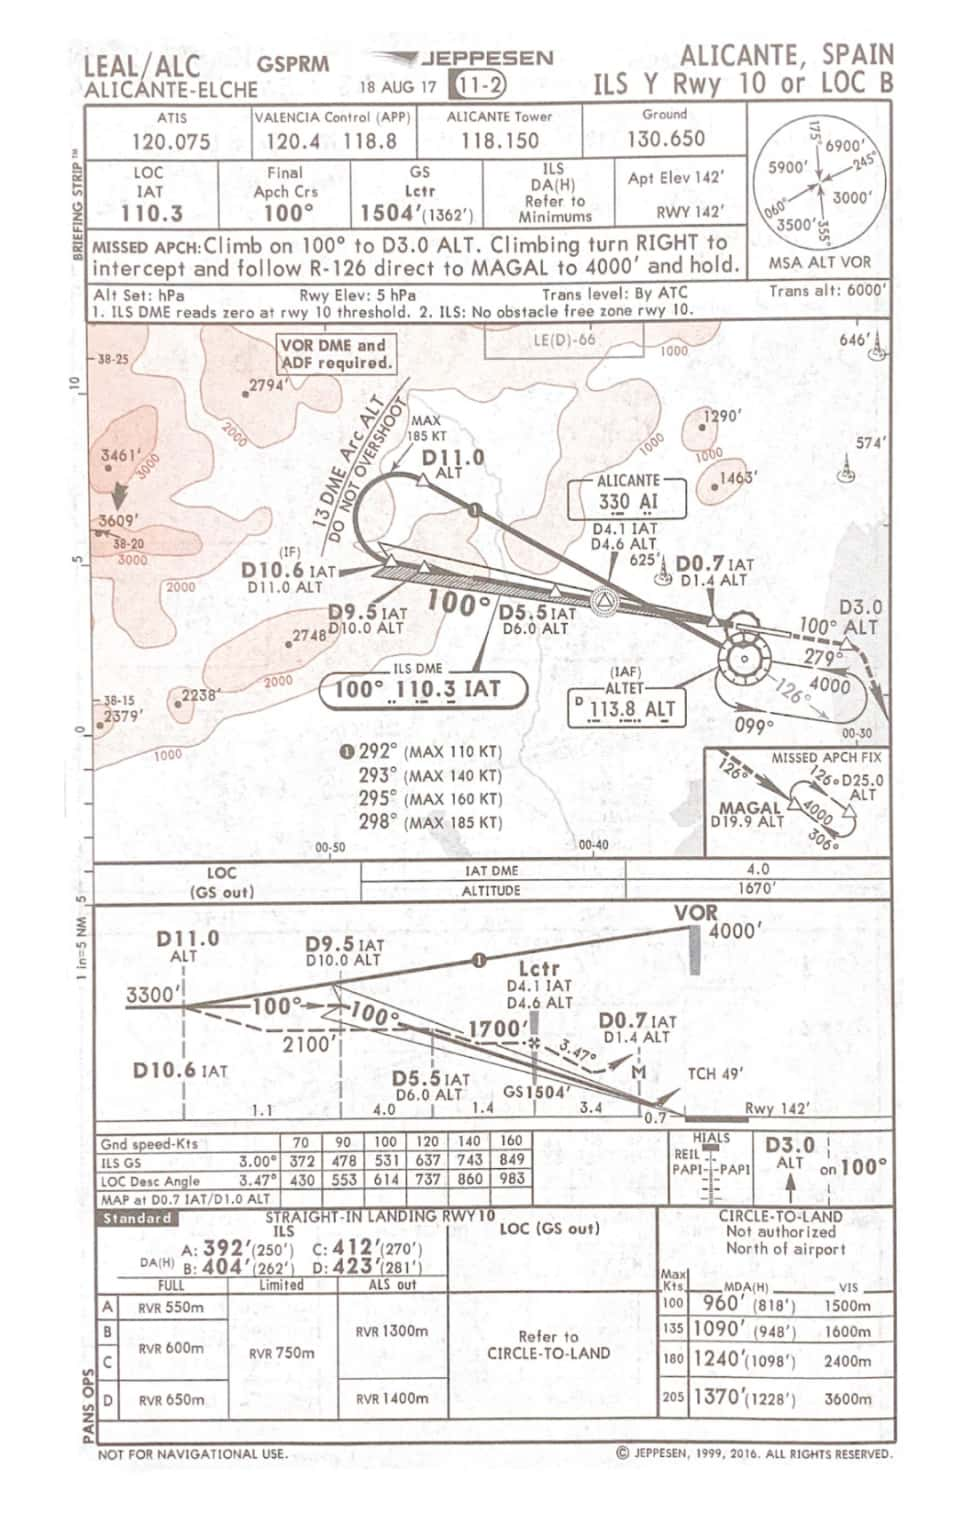 LEAL/ALC GSPRM JEPPESEN ALICANTE, SPAIN
ALICANTE-ELCHE 18 AUG 17 11-2 ILS Y Rwy 10 or LOC B
BRIEFING STRIP™
ATIS
120.075
VALENCIA Control (APP)
120.4 118.8
ALICANTE Tower
118.150
Ground
130.650
LOC
IAT
110.3
Final
Apch Crs
100°
GS
Lctr
1504'(1362')
ILS
DA(H)
Refer to
Minimums
Apt Elev 142'
RWY 142'
175°
6900'
245°
5900'
3000'
060°
3500'
355°
MSA ALT VOR
MISSED APCH: Climb on 100° to D3.0 ALT. Climbing turn RIGHT to
intercept and follow R-126 direct to MAGAL to 4000' and hold.
Alt Set: hPa Rwy Elev: 5 hPa Trans level: By ATC Trans alt: 6000'
1. ILS DME reads zero at rwy 10 threshold. 2. ILS: No obstacle free zone rwy 10.
VOR DME and
ADF required.
LE(D)-66
1000
646'
38-25
10
2794'
2000
13 DME Arc ALT
DO NOT OVERSHOOT
MAX
185 KT
D11.0
ALT
1290'
1000
1000
574'
3461'
3000
1463'
ALICANTE
330 AI
3609'
38-20
3000
5
1
D4.1 IAT
D4.6 ALT
625'
(IF)
D10.6 IAT
D11.0 ALT
D0.7 IAT
D1.4 ALT
2000
D9.5 IAT
D10.0 ALT
100°
D5.5 IAT
D6.0 ALT
D3.0
ALT
100°
2748'
279°
ILS DME
100° 110.3 IAT
(IAF)
ALTET
D 113.8 ALT
4000
126°
099°
2000
38-15
2379'
2238'
0
1000
00-30
1 292° (MAX 110 KT)
293° (MAX 140 KT)
295° (MAX 160 KT)
298° (MAX 185 KT)
MISSED APCH FIX
126°
126°
D25.0
ALT
MAGAL
D19.9 ALT
4000
306°
00-50
00-40
LOC
(GS out)
IAT DME 4.0
ALTITUDE 1670'
1 in=5 NM 5
VOR
4000'
D11.0
ALT
D9.5 IAT
D10.0 ALT
1
Lctr
D4.1 IAT
D4.6 ALT
3300'
100°
100°
1700'
D0.7 IAT
D1.4 ALT
2100'
3.47°
D10.6 IAT
M
TCH 49'
D5.5 IAT
D6.0 ALT
GS1504'
1.1 4.0 1.4 3.4 0.7
Rwy 142'
Gnd speed-Kts 70 90 100 120 140 160
ILS GS 3.00° 372 478 531 637 743 849
LOC Desc Angle 3.47° 430 553 614 737 860 983
MAP at D0.7 IAT/D1.0 ALT
HIALS
REIL
PAPI PAPI
D3.0
ALT
on 100°
Standard STRAIGHT-IN LANDING RWY10
ILS
A: 392'(250') C: 412'(270')
DA(H) B: 404'(262') D: 423'(281')
FULL Limited ALS out
LOC (GS out)
CIRCLE-TO-LAND
Not authorized
North of airport
Max
Kts MDA(H) VIS
A RVR 550m
B
C
RVR 600m
D RVR 650m
RVR 750m
RVR 1300m
RVR 1400m
Refer to
CIRCLE-TO-LAND
100 960' (818') 1500m
135 1090' (948') 1600m
180 1240'(1098') 2400m
205 1370'(1228') 3600m
PANS OPS
NOT FOR NAVIGATIONAL USE.
© JEPPESEN, 1999, 2016. ALL RIGHTS RESERVED.